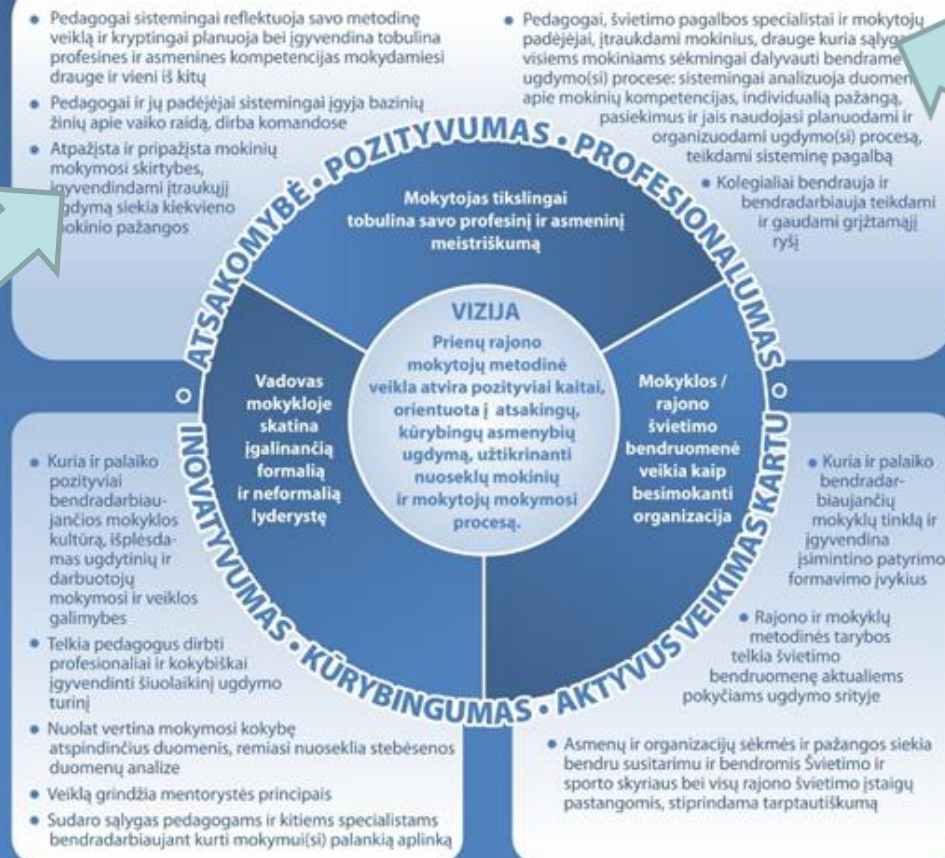 • Pedagogai sistemingai reflektuoja savo metodinę
veiklą ir kryptingai planuoja bei įgyvendina tobulina
profesines ir asmenines kompetencijas mokydamiesi
drauge ir vieni iš kitų
• Pedagogai ir jų padėjėjai sistemingai įgyja bazinių
žinių apie vaiko raidą, dirba komandose
• Atpažįsta ir pripažįsta mokinių
mokymosi skirtybes,
įgyvendindami įtraukųjį
ugdymą siekia kiekvieno
mokinio pažangos
• Pedagogai, švietimo pagalbos specialistai ir mokytojų
padėjėjai, įtraukdami mokinius, drauge kuria
visiems mokiniams sėkmingai dalyvauti bendrame
ugdymo(si) procese: sistemingai analizuoja
apie mokinių kompetencijas, individualią pažangą,
pasiekimus ir jais naudojasi planuodami ir
organizuodami ugdymo(si) procesą,
teikdami sisteminę pagalbą
• Kolegialiai bendrauja ir
bendradarbiauja teikdami
ir gaudami grįžtamąjį
ryšį
ATSAKOMYBĖ • POZITYVUMAS • PROFESIONALUMAS
Mokytojas tikslingai
tobulina savo profesinį ir asmeninį
meistriškumą
VIZIJA
Prienų rajono
mokytojų metodinė
veikla atvira pozityviai kaitai,
orientuota į atsakingų,
kūrybingų asmenybių
ugdymą, užtikrinanti
nuoseklų mokinių
ir mokytojų mokymosi
procesą.
Vadovas
mokykloje
skatina
įgalinančią
formalią
ir neformalią
lyderystę
Mokyklos /
rajono
švietimo
bendruomenė
veikia kaip
besimokanti
organizacija
INOVATYVUMAS • KŪRYBINGUMAS • AKTYVUS VEIKIMAS KARTU
• Kuria ir palaiko
pozityviai
bendradarbiau-
jančios mokyklos
kultūrą, išplėsda-
mas ugdytinių ir
darbuotojų
mokymosi ir veiklos
galimybes
• Telkia pedagogus dirbti
profesionaliai ir kokybiškai
įgyvendinti šiuolaikinį ugdymo
turinį
• Nuolat vertina mokymosi kokybę
atspindinčius duomenis, remiasi nuoseklia stebėsenos
duomenų analize
• Veiklą grindžia mentorystės principais
• Sudaro sąlygas pedagogams ir kitiems specialistams
bendradarbiaujant kurti mokymui(si) palankią aplinką
• Kuria ir palaiko
bendradar-
biaujančių
mokyklų tinklą ir
įgyvendina
įsimintino patyrimo
formavimo įvykius
• Rajono ir mokyklų
metodinės tarybos
telkia švietimo
bendruomenę aktualiems
pokyčiams ugdymo srityje
• Asmenų ir organizacijų sėkmės ir pažangos siekia
bendru susitarimu ir bendromis Švietimo ir
sporto skyriaus bei visų rajono švietimo įstaigų
pastangomis, stiprindama tarptautiškumą